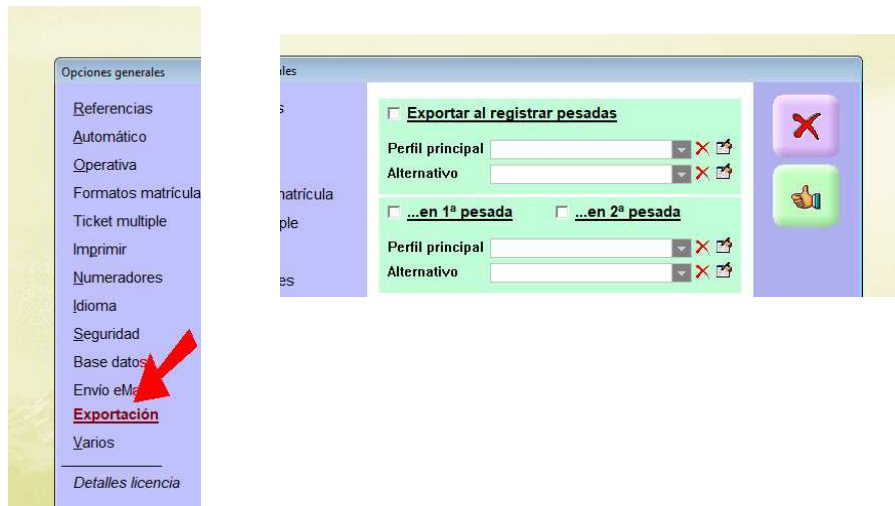 Opciones generales
Referencias
Automático
Operativa
Formatos matrícula
Ticket multiple
Imprimir
Numeradores
Idioma
Seguridad
Base datos
Envío eMa
Exportación
Varios
Detalles licencia
ales
s
natrícula
ple
es
Exportar al registrar pesadas
Perfil principal
Alternativo
...en 1ª pesada ...en 2ª pesada
Perfil principal
Alternativo